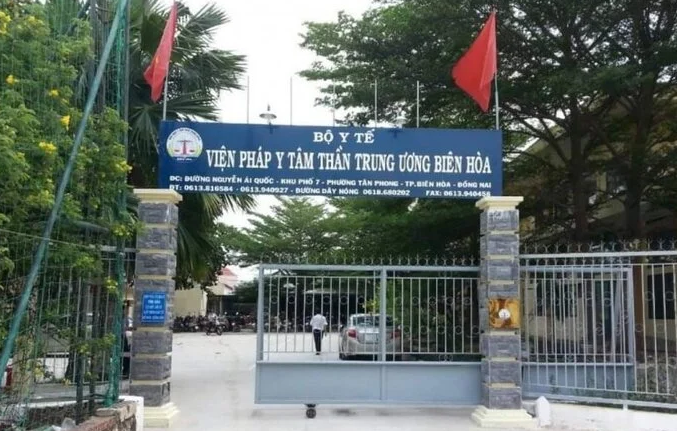 BỘ Y TẾ
VIỆN PHÁP Y TÂM THẦN TRUNG ƯƠNG BIÊN HÒA
ĐC: ĐƯỜNG NGUYỄN ÁI QUỐC - KHU PHỐ 7 - PHƯỜNG TÂN PHONG - TP.BIÊN HÒA - ĐỒNG NAI
ĐT: 0613.816584 - 0613.940927 - ĐƯỜNG DÂY NÓNG 0618.680202 FAX: 0613.940458